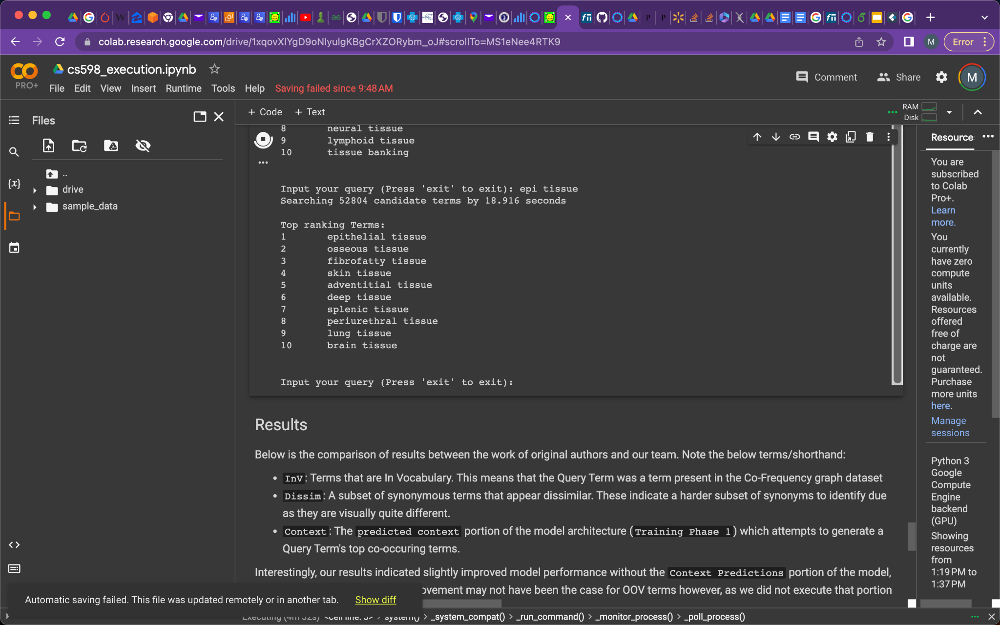 colab.research.google.com/drive/1xqovXlYgD9oNlyulgKBgCrXZORybm_oJ#scrollTo=MS1eNee4RTK9
M
Error
PRO+
cs598_execution.ipynb
File Edit View Insert Runtime Tools Help Saving failed since 9:48 AM
Comment
Share
M
Files
..
drive
sample_data
+ Code + Text
RAM
Disk
8 neural tissue
9 lymphoid tissue
10 tissue banking
Input your query (Press 'exit' to exit): epi tissue
Searching 52804 candidate terms by 18.916 seconds
Top ranking Terms:
1 epithelial tissue
2 osseous tissue
3 fibrofatty tissue
4 skin tissue
5 adventitial tissue
6 deep tissue
7 splenic tissue
8 periurethral tissue
9 lung tissue
10 brain tissue
Input your query (Press 'exit' to exit):
Results
Below is the comparison of results between the work of original authors and our team. Note the below terms/shorthand:
• InV: Terms that are In Vocabulary. This means that the Query Term was a term present in the Co-Frequency graph dataset
• Dissim: A subset of synonymous terms that appear dissimilar. These indicate a harder subset of synonyms to identify due
as they are visually quite different.
• Context: The predicted context portion of the model architecture (Training Phase 1) which attempts to generate a
Query Term's top co-occuring terms.
Interestingly, our results indicated slightly improved model performance without the Context Predictions portion of the model,
ovement may not have been the case for OOV terms however, as we did not execute that portion
Resource
You are
subscribed
to Colab
Pro+.
Learn
more.
You
currently
have zero
compute
units
available.
Resources
offered
free of
charge are
not
guaranteed.
Purchase
more units
here.
Manage
sessions
Python 3
Google
Compute
Engine
backend
(GPU)
Showing
resources
from
1:19 PM to
1:37 PM
Automatic saving failed. This file was updated remotely or in another tab. Show diff
Executing (4m 32s) <cell line: 3> > system() > _system_compat() > _run_command() > _monitor_process() > _poll_process()